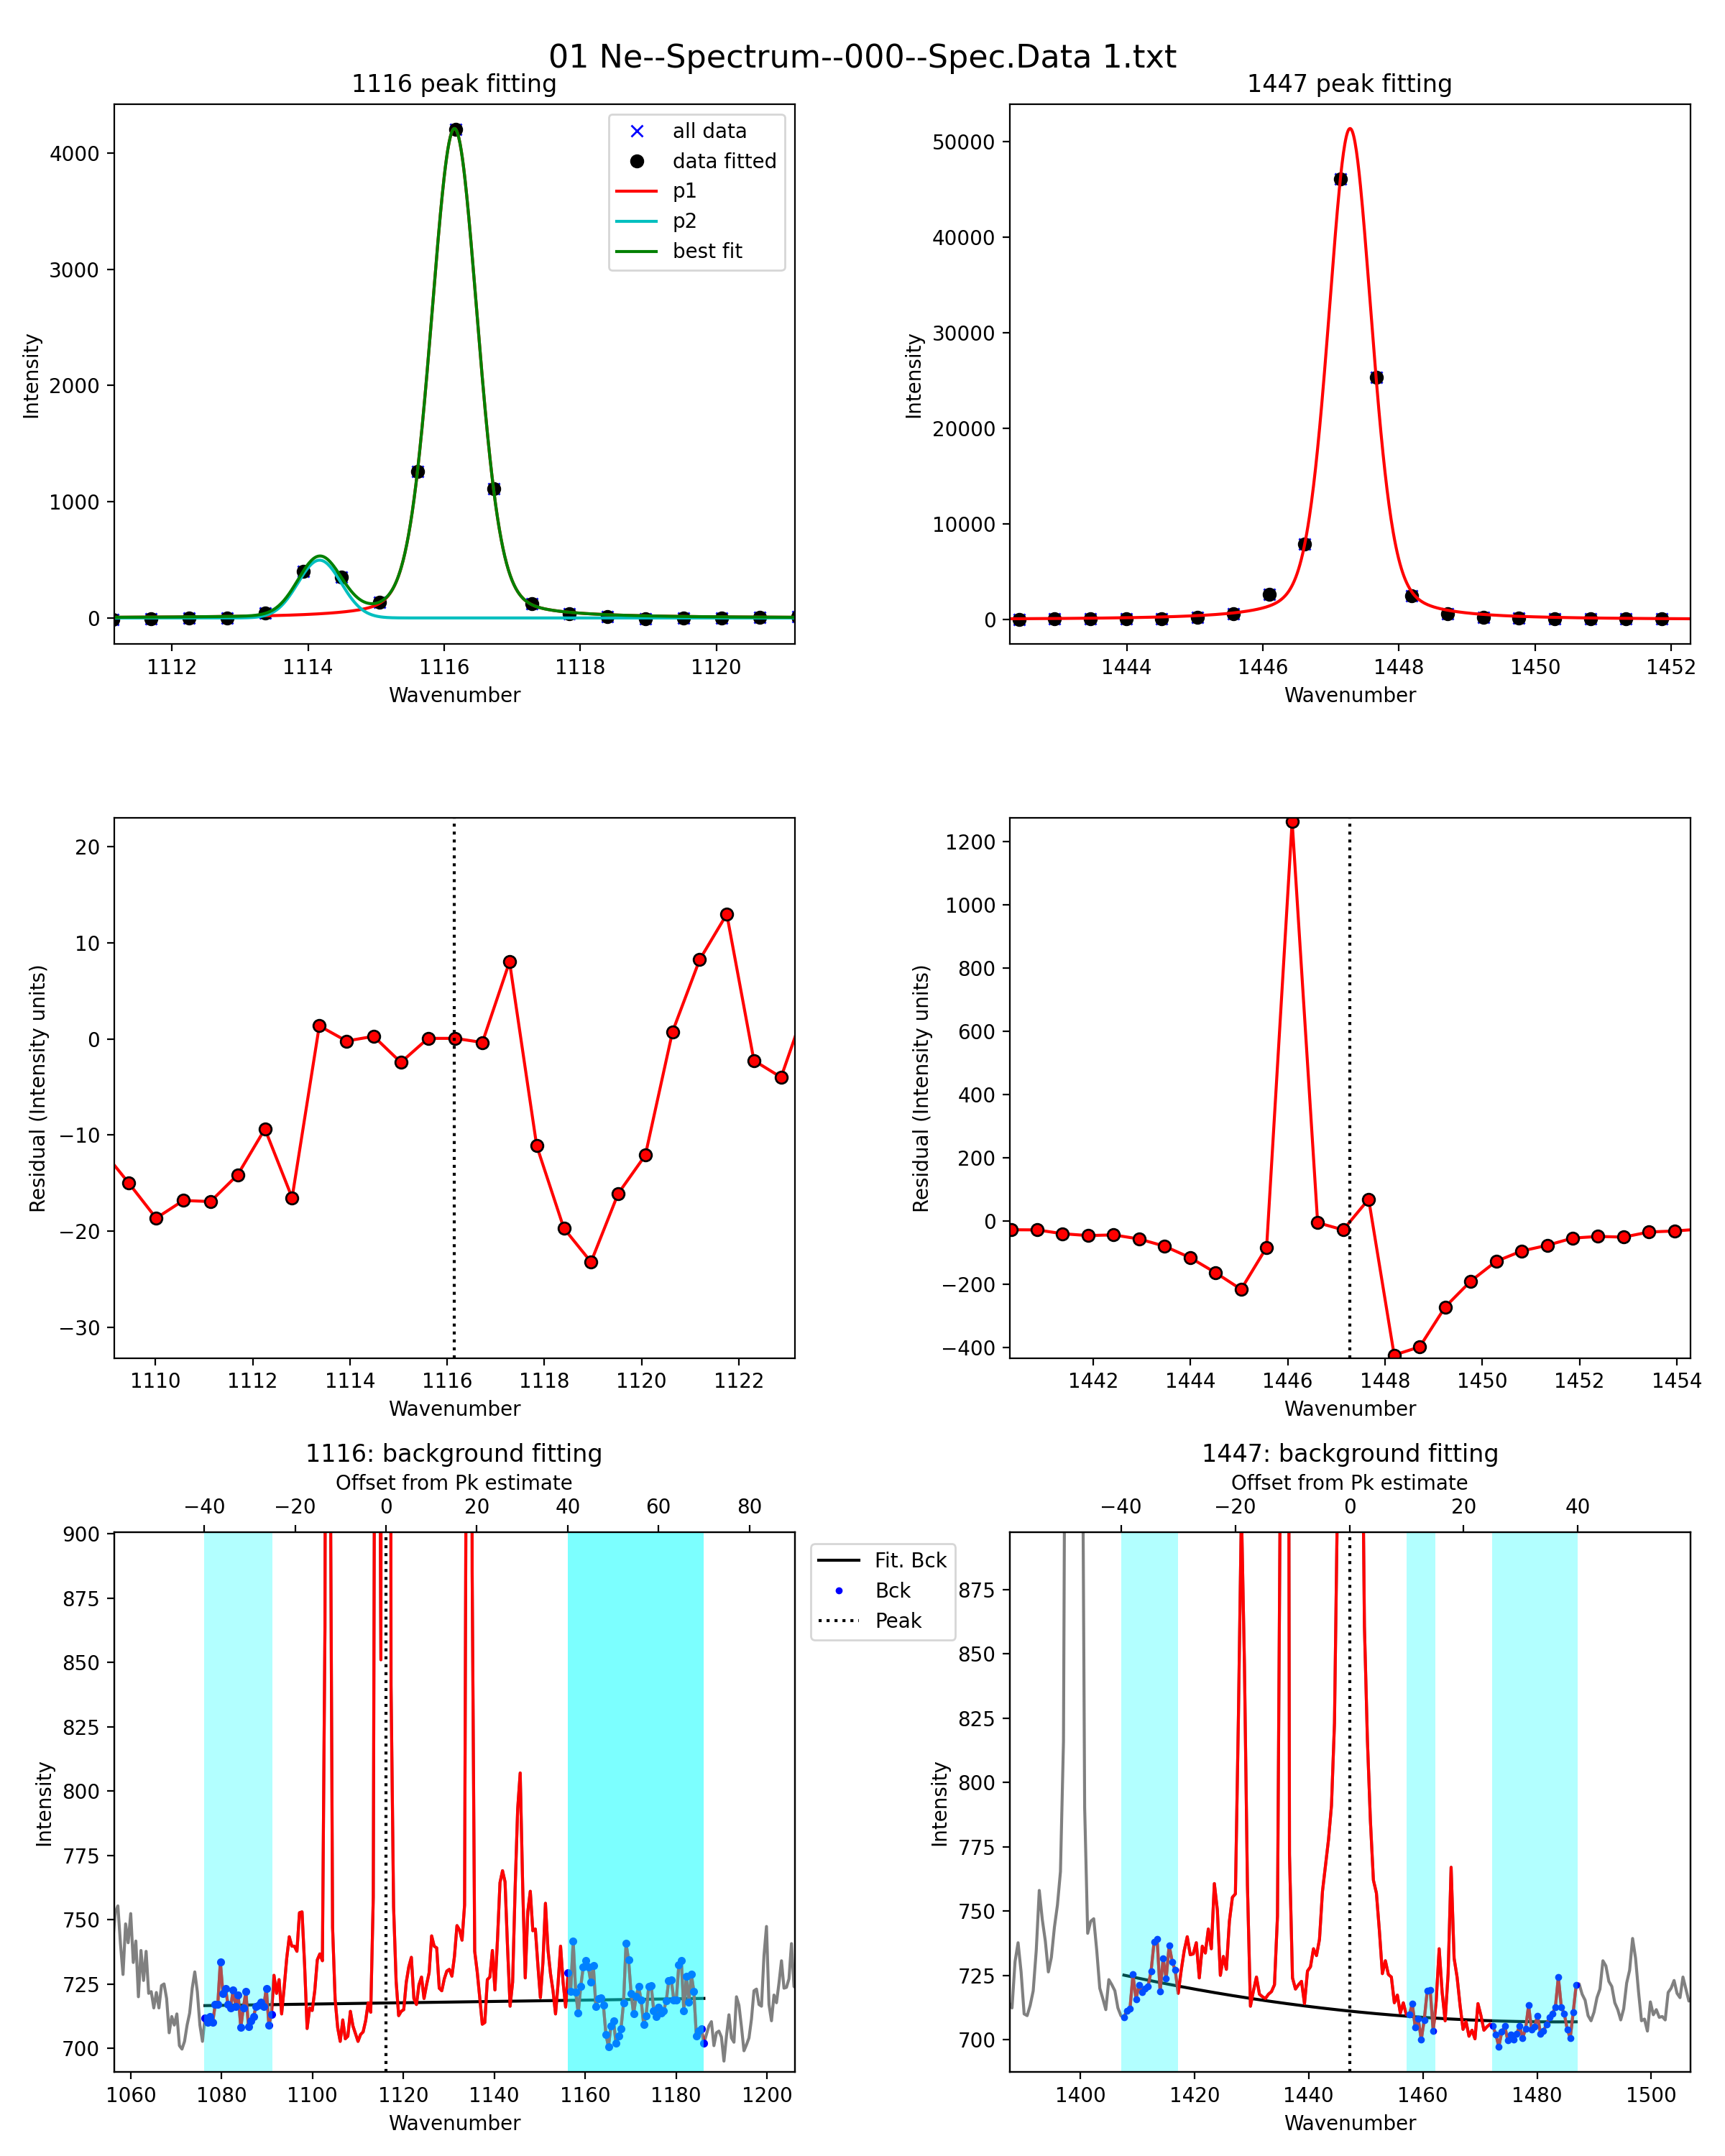 01 Ne--Spectrum--000--Spec.Data 1.txt
1116 peak fitting
4000
3000
2000
1000
0
Intensity
all data
data fitted
p1
p2
best fit
1112 1114 1116 1118 1120
Wavenumber
1447 peak fitting
50000
40000
30000
20000
10000
0
Intensity
1444 1446 1448 1450 1452
Wavenumber
20
10
0
−10
−20
−30
Residual (Intensity units)
1110 1112 1114 1116 1118 1120 1122
Wavenumber
1200
1000
800
600
400
200
0
−200
−400
Residual (Intensity units)
1442 1444 1446 1448 1450 1452 1454
Wavenumber
1116: background fitting
Offset from Pk estimate
−40 −20 0 20 40 60 80
900
875
850
825
800
775
750
725
700
Intensity
Fit. Bck
Bck
Peak
1060 1080 1100 1120 1140 1160 1180 1200
Wavenumber
1447: background fitting
Offset from Pk estimate
−40 −20 0 20 40
875
850
825
800
775
750
725
700
Intensity
1400 1420 1440 1460 1480 1500
Wavenumber